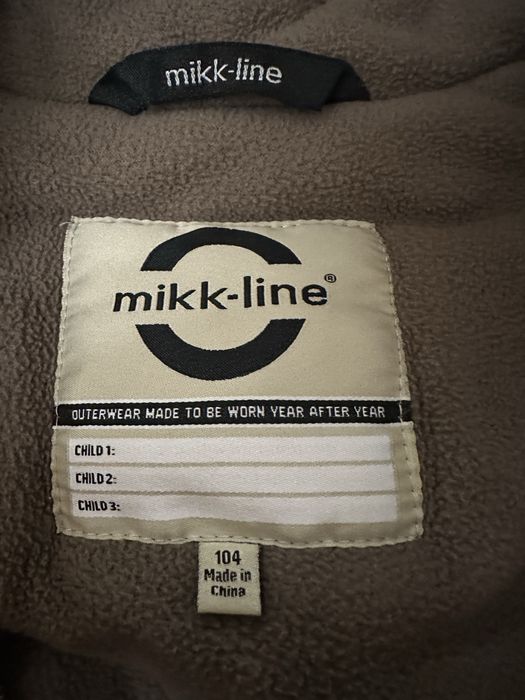 mikk-line
mikk-line®
OUTERWEAR MADE TO BE WORN YEAR AFTER YEAR
CHILD 1:
CHILD 2:
CHILD 3:
104
Made in
China